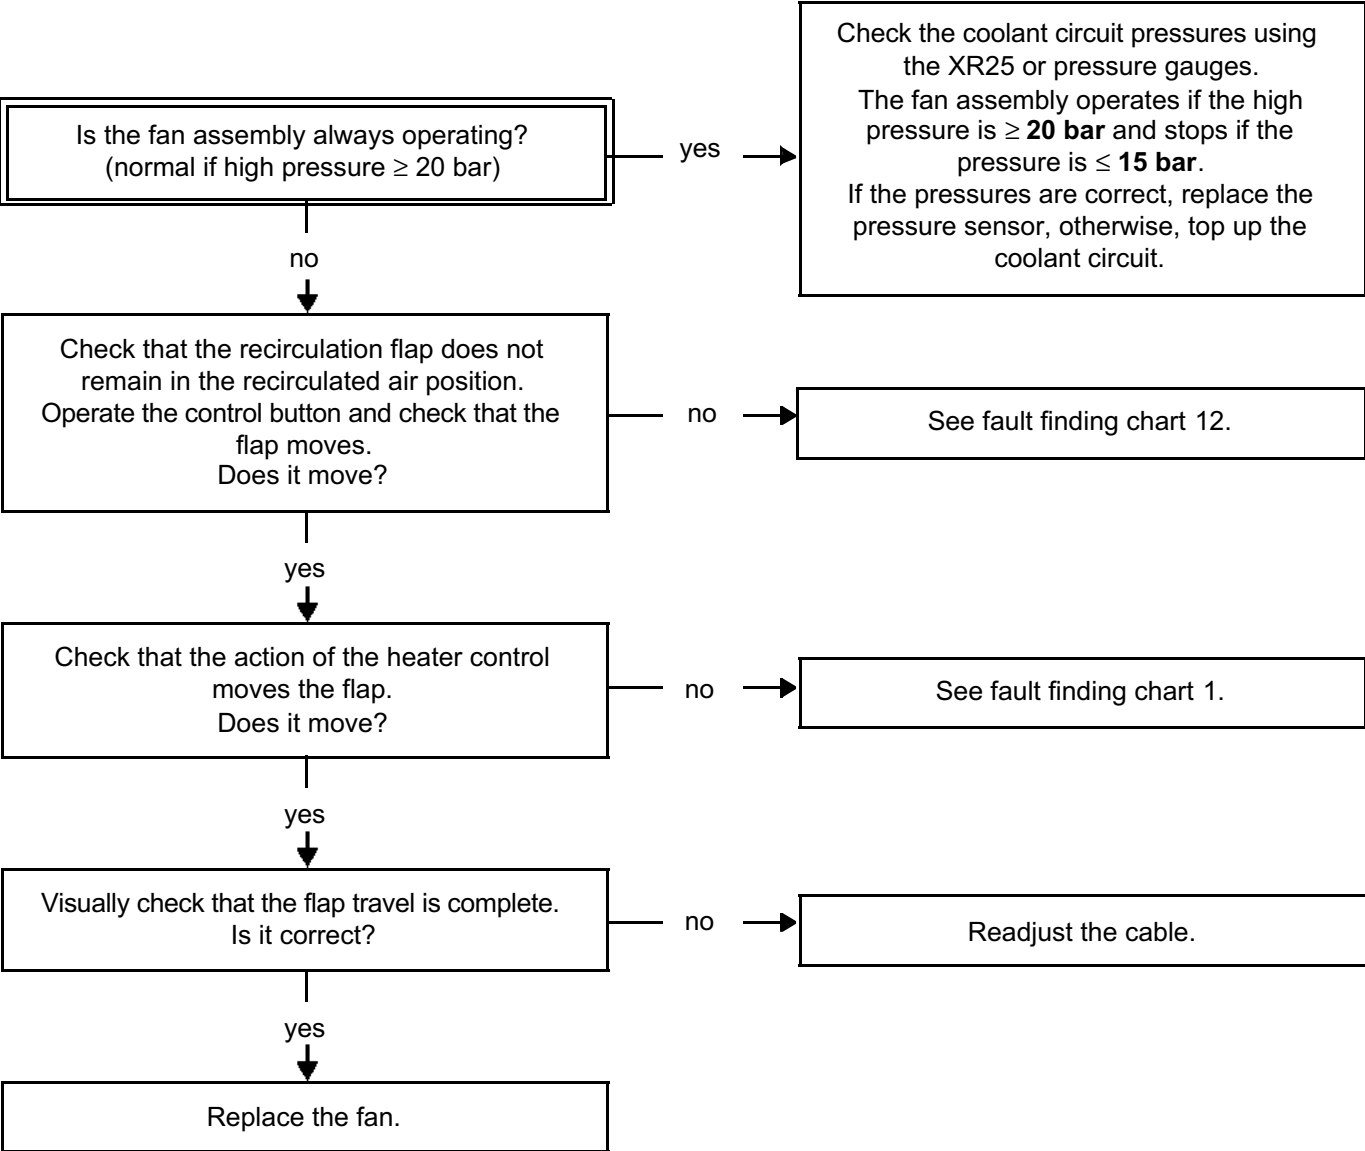 Is the fan assembly always operating?
(normal if high pressure ≥ 20 bar)
yes
Check the coolant circuit pressures using
the XR25 or pressure gauges.
The fan assembly operates if the high
pressure is ≥ 20 bar and stops if the
pressure is ≤ 15 bar.
If the pressures are correct, replace the
pressure sensor, otherwise, top up the
coolant circuit.
no
Check that the recirculation flap does not
remain in the recirculated air position.
Operate the control button and check that the
flap moves.
Does it move?
no
See fault finding chart 12.
yes
Check that the action of the heater control
moves the flap.
Does it move?
no
See fault finding chart 1.
yes
Visually check that the flap travel is complete.
Is it correct?
no
Readjust the cable.
yes
Replace the fan.